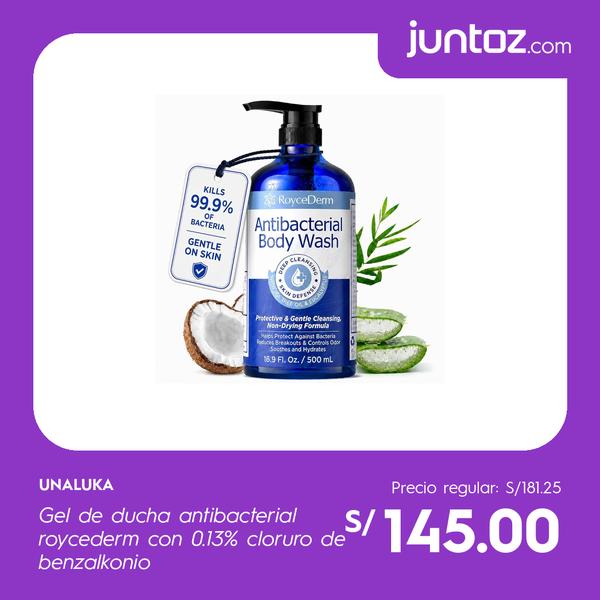 juntoz.com
KILLS
99.9%
OF
BACTERIA
GENTLE
ON SKIN
RoyceDerm
Antibacterial
Body Wash
DEEP CLEANSING
SKIN DEFENSE
Protective & Gentle Cleansing,
Non-Drying Formula
Helps Protect Against Bacteria
Reduces Breakouts & Controls Odor
Soothes and Hydrates
16.9 Fl. Oz. / 500 mL
UNALUKA
Precio regular: S/181.25
Gel de ducha antibacterial
roycederm con 0.13% cloruro de
benzalkonio
S/ 145.00